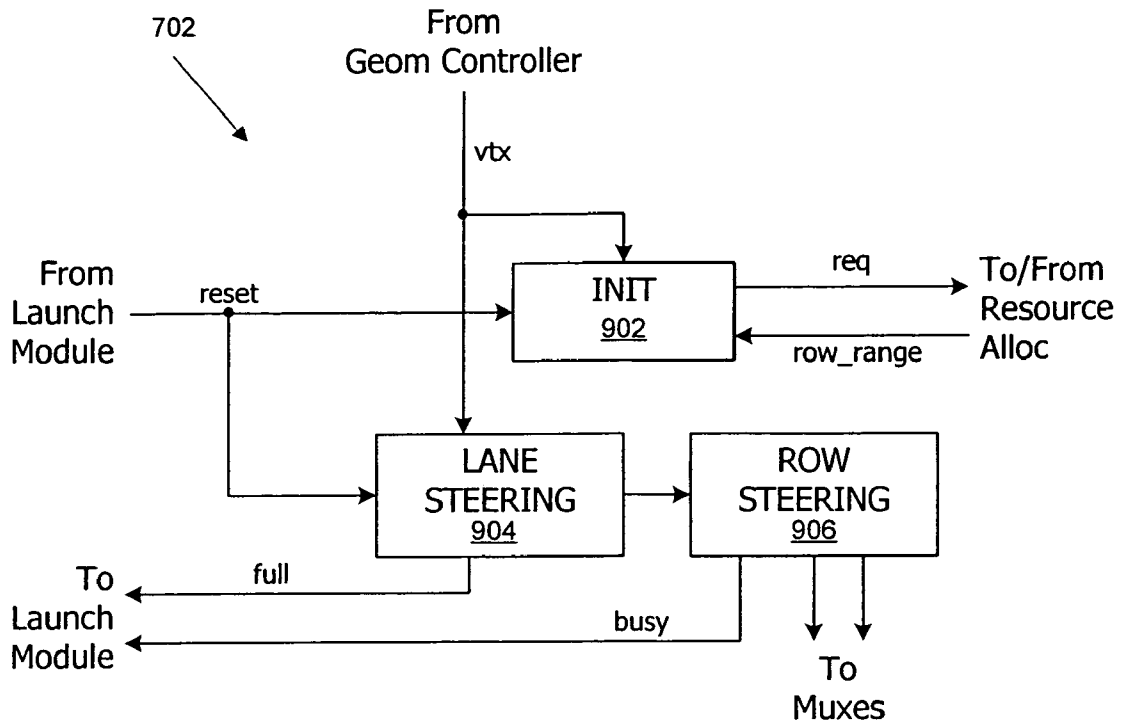 702
From
Geom Controller
vtx
From
Launch
Module
reset
INIT
902
req
row_range
To/From
Resource
Alloc
LANE
STEERING
904
ROW
STEERING
906
full
busy
To
Launch
Module
To
Muxes